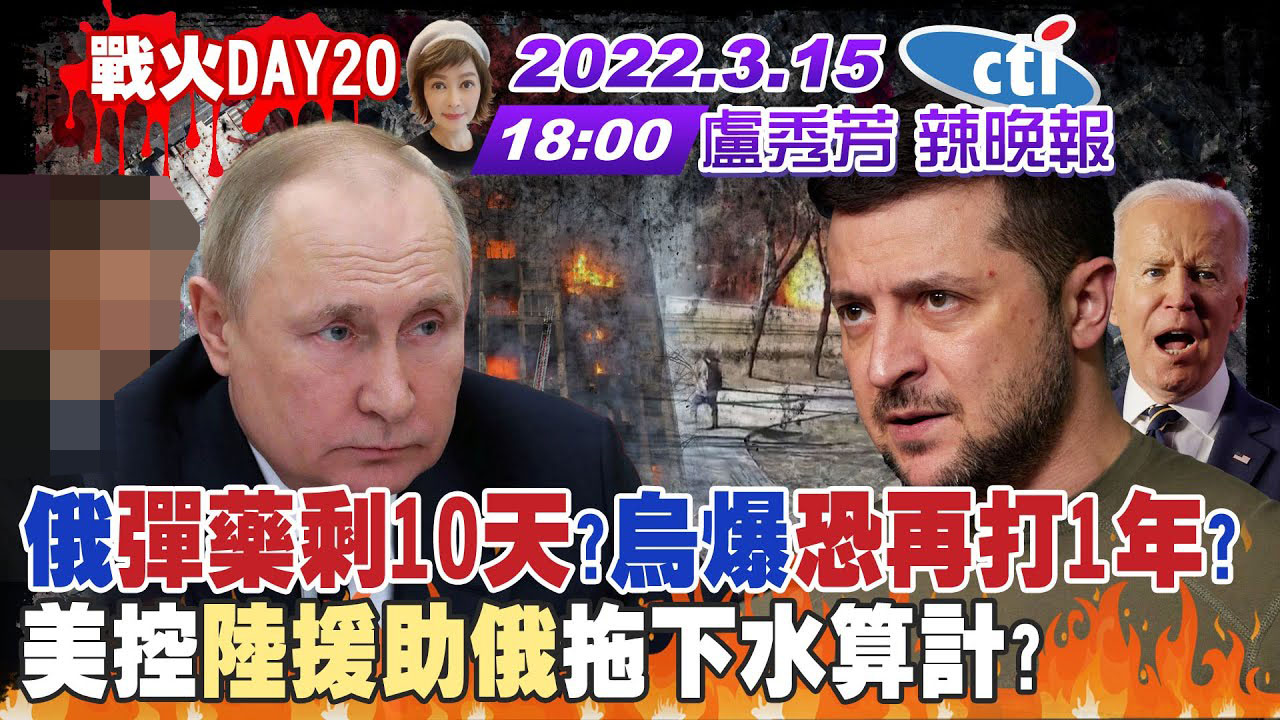 戰火DAY20
2022.3.15
cti
18:00 盧秀芳 辣晚報
俄彈藥剩10天?烏爆恐再打1年?
美控陸援助俄拖下水算計?